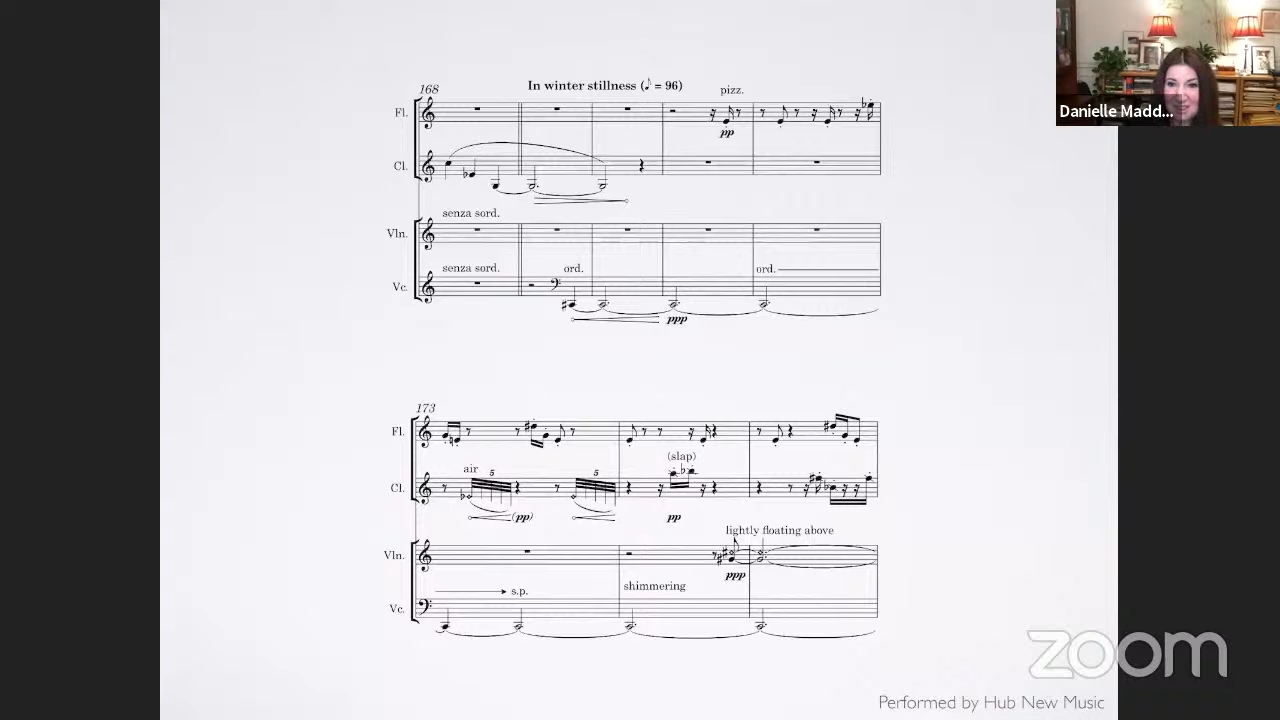 Danielle Madd...
168
In winter stillness (♪ = 96)
pizz.
Fl.
pp
Cl.
senza sord.
Vln.
senza sord.
ord.
ord.
Vc.
ppp
173
Fl.
(slap)
air
5
5
Cl.
(pp)
pp
lightly floating above
Vln.
ppp
s.p.
shimmering
Vc.
zoom
Performed by Hub New Music